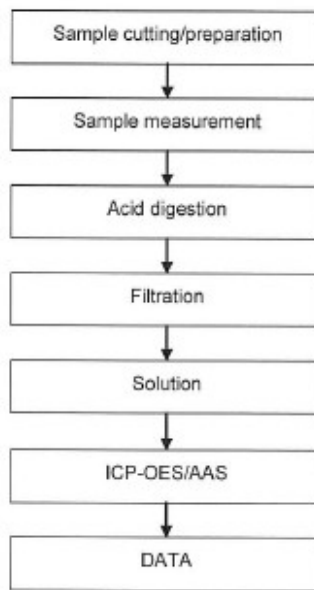 Sample cutting/preparation
Sample measurement
Acid digestion
Filtration
Solution
ICP-OES/AAS
DATA